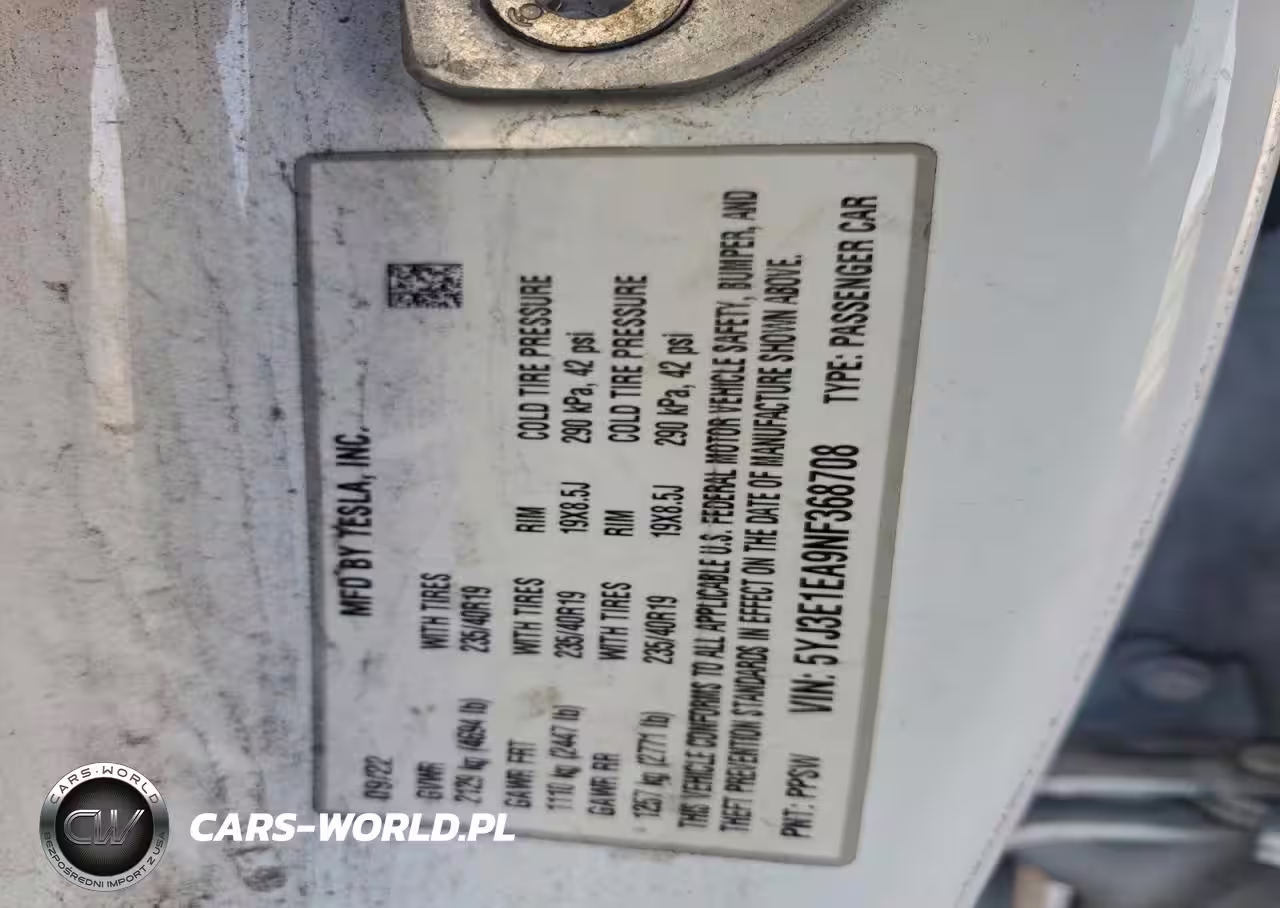 MFD BY TESLA, INC.
09/22
GVWR WITH TIRES
2129 kg (4694 lb) 235/40R19
GAWR FRT WITH TIRES RIM COLD TIRE PRESSURE
1110 kg (2447 lb) 235/40R19 19X8.5J 290 kPa, 42 psi
GAWR RR WITH TIRES RIM COLD TIRE PRESSURE
1257 kg (2771 lb) 235/40R19 19X8.5J 290 kPa, 42 psi
THIS VEHICLE CONFORMS TO ALL APPLICABLE U.S. FEDERAL MOTOR VEHICLE SAFETY, BUMPER, AND
THEFT PREVENTION STANDARDS IN EFFECT ON THE DATE OF MANUFACTURE SHOWN ABOVE.
PNT: PPSW VIN: 5YJ3E1EA9NF368708 TYPE: PASSENGER CAR
CARS-WORLD
CW
BEZPOŚREDNI IMPORT Z USA
CARS-WORLD.PL